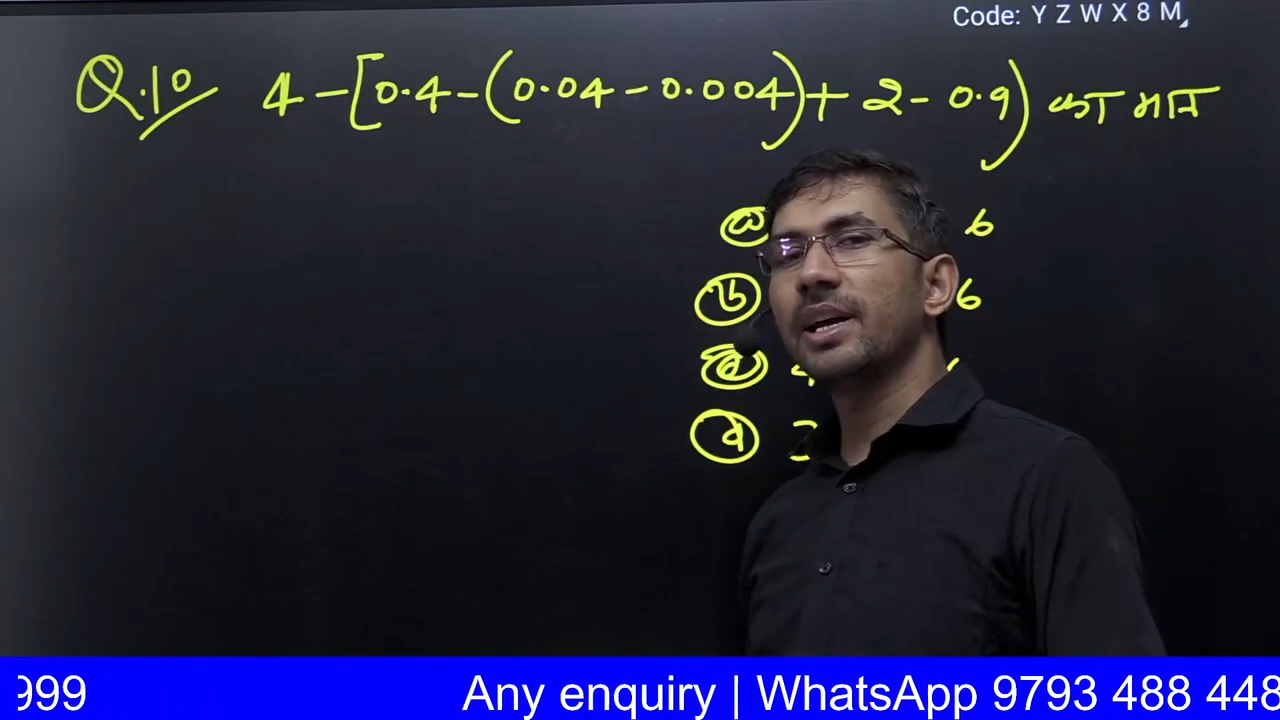 Code: Y Z W X 8 M
Q.10 4-[0.4-(0.04-0.004)+2-0.9) का मान
a 6
b 6
c 4
d
999 Any enquiry | WhatsApp 9793 488 448